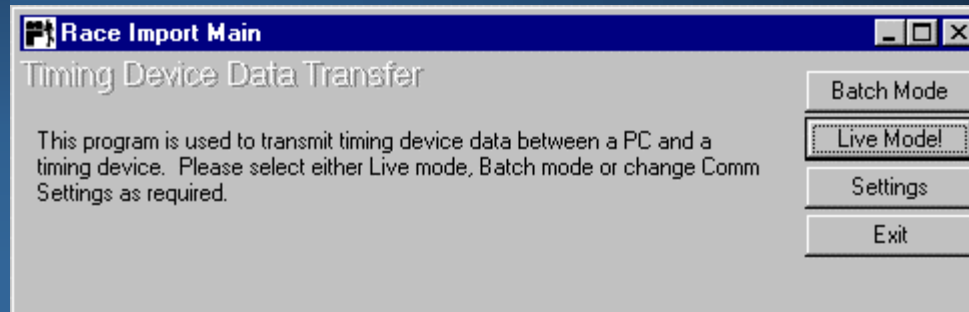 Race Import Main
Timing Device Data Transfer
Batch Mode
This program is used to transmit timing device data between a PC and a
timing device. Please select either Live mode, Batch mode or change Comm
Settings as required.
Live Mode!
Settings
Exit